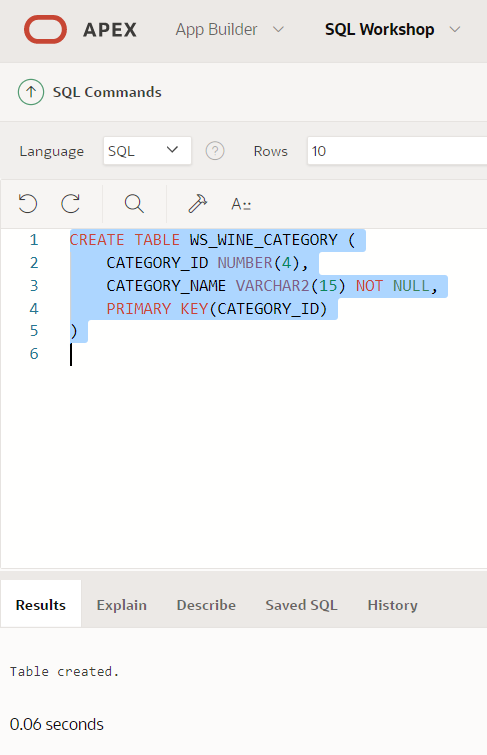 APEX App Builder SQL Workshop
SQL Commands
Language SQL ? Rows 10
A::
1 CREATE TABLE WS_WINE_CATEGORY (
2 CATEGORY_ID NUMBER(4),
3 CATEGORY_NAME VARCHAR2(15) NOT NULL,
4 PRIMARY KEY(CATEGORY_ID)
5 )
6
Results Explain Describe Saved SQL History
Table created.
0.06 seconds